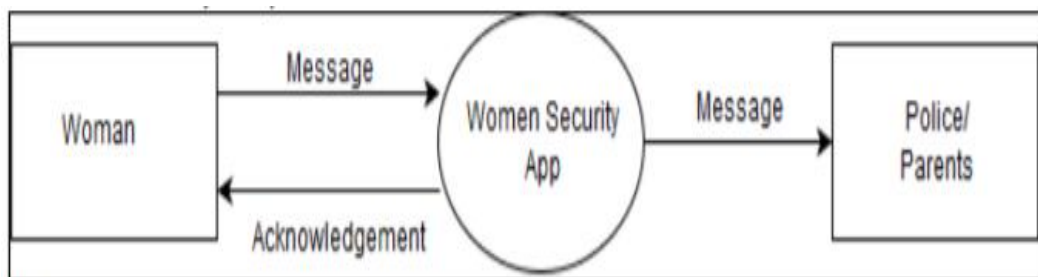 Woman
Message
Acknowledgement
Women Security
App
Message
Police/
Parents